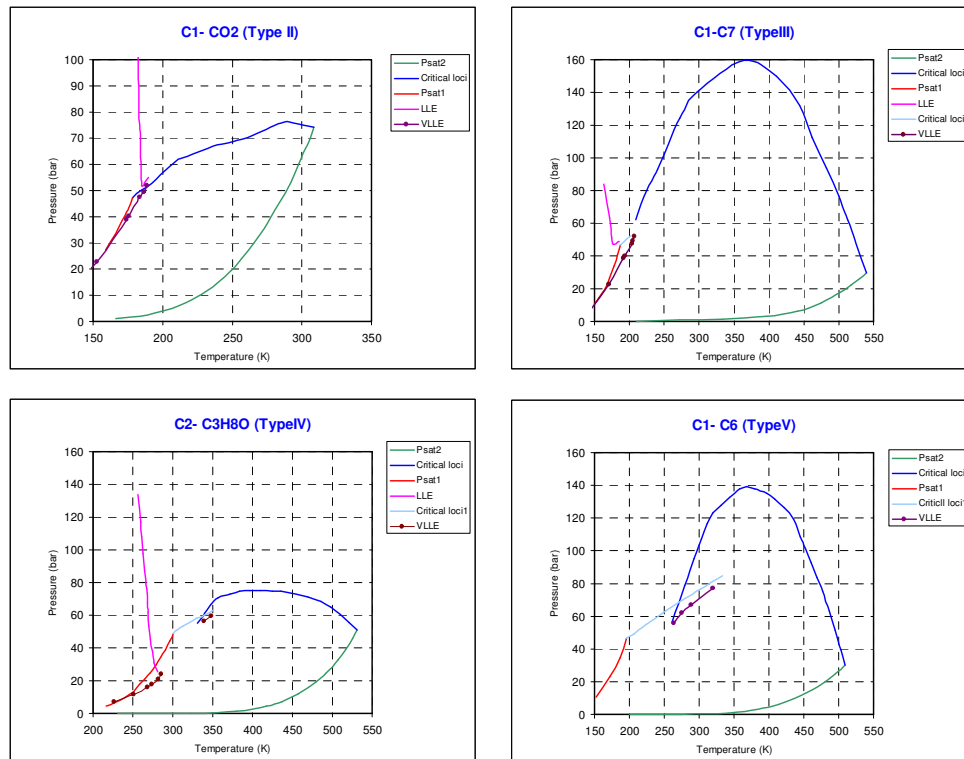 C1- CO2 (Type II)
Psat2
Critical loci
Psat1
LLE
VLLE
100
90
80
70
60
50
40
30
20
10
0
Pressure (bar)
150 200 250 300 350
Temperature (K)
C1-C7 (TypeIII)
Psat2
Critical loci
Psat1
LLE
Critical loci1
VLLE
160
140
120
100
80
60
40
20
0
Pressure (bar)
150 200 250 300 350 400 450 500 550
Temperature (K)
C2- C3H8O (TypeIV)
Psat2
Critical loci
Psat1
LLE
Critical loci1
VLLE
160
140
120
100
80
60
40
20
0
Pressure (bar)
200 250 300 350 400 450 500 550
Temperature (K)
C1- C6 (TypeV)
Psat2
Critical loci
Psat1
CriticII loci1
VLLE
160
140
120
100
80
60
40
20
0
Pressure (bar)
150 200 250 300 350 400 450 500 550
Temperature (K)